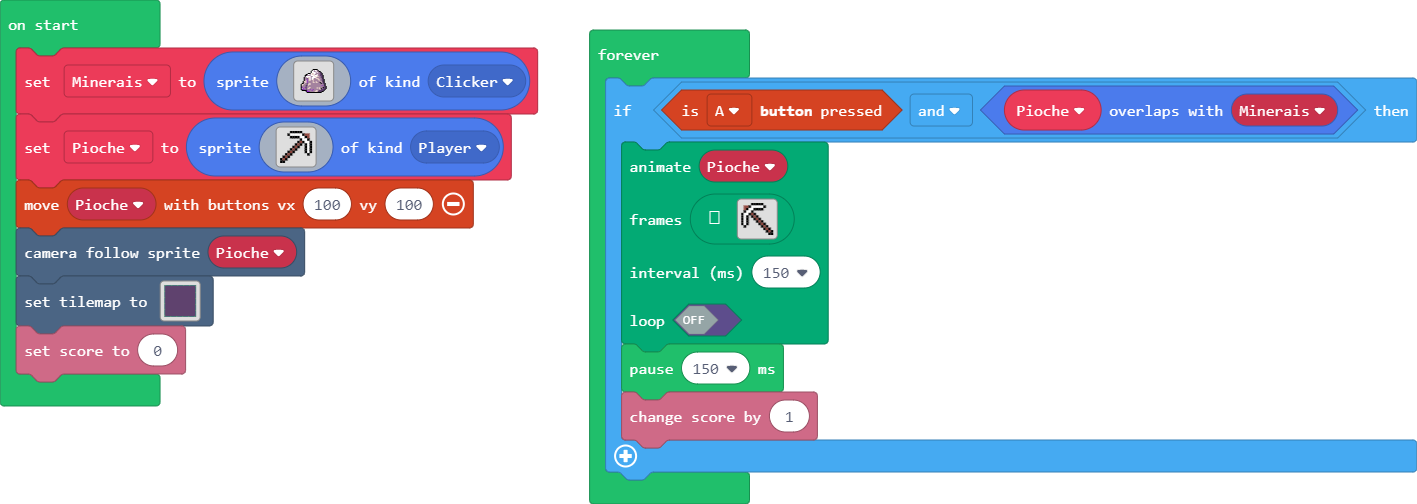 on start
set Minerais to sprite of kind Clicker
set Pioche to sprite of kind Player
move Pioche with buttons vx 100 vy 100
camera follow sprite Pioche
set tilemap to
set score to 0
forever
if is A button pressed and Pioche overlaps with Minerais then
animate Pioche
frames
interval (ms) 150
loop OFF
pause 150 ms
change score by 1